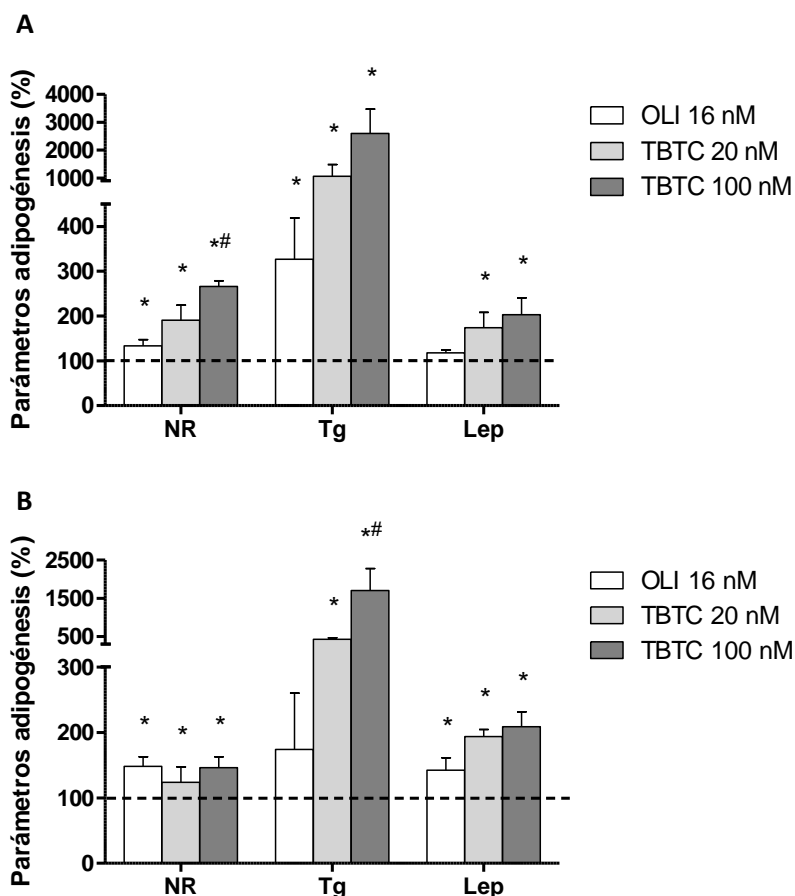 A
Parámetros adipogénesis (%)
4000
3000
2000
1000
400
300
200
100
0
* * *#
* * *
* *
NR Tg Lep
OLI 16 nM
TBTC 20 nM
TBTC 100 nM
B
Parámetros adipogénesis (%)
2500
1500
500
300
200
100
0
* * *
* *#
* * *
NR Tg Lep
OLI 16 nM
TBTC 20 nM
TBTC 100 nM